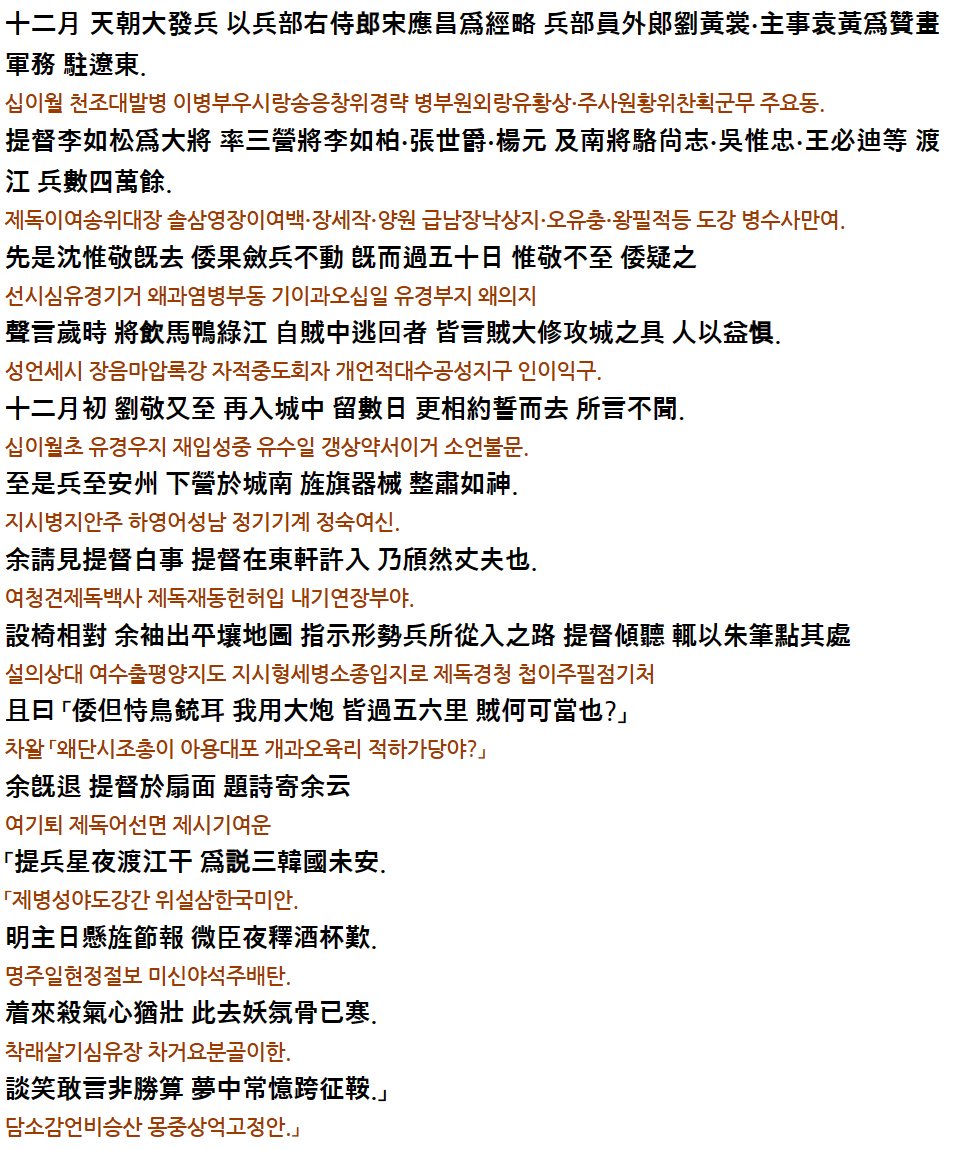 十二月 天朝大發兵 以兵部右侍郎宋應昌爲經略 兵部員外郎劉黃裳·主事袁黃爲贊畫
軍務 駐遼東.
십이월 천조대발병 이병부우시랑송응창위경략 병부원외랑유황상·주사원황위찬획군무 주요동.
提督李如松爲大將 率三營將李如柏·張世爵·楊元 及南將駱尙志·吳惟忠·王必迪等 渡
江 兵數四萬餘.
제독이여송위대장 솔삼영장이여백·장세작·양원 급남장낙상지·오유충·왕필적등 도강 병수사만여.
先是沈惟敬旣去 倭果斂兵不動 旣而過五十日 惟敬不至 倭疑之
선시심유경기거 왜과염병부동 기이과오십일 유경부지 왜의지
聲言歲時 將飮馬鴨綠江 自賊中逃回者 皆言賊大修攻城之具 人以益懼.
성언세시 장음마압록강 자적중도회자 개언적대수공성지구 인이익구.
十二月初 劉敬又至 再入城中 留數日 更相約誓而去 所言不聞.
십이월초 유경우지 재입성중 유수일 갱상약서이거 소언불문.
至是兵至安州 下營於城南 旌旗器械 整肅如神.
지시병지안주 하영어성남 정기기계 정숙여신.
余請見提督白事 提督在東軒許入 乃頎然丈夫也.
여청견제독백사 제독재동헌허입 내기연장부야.
設椅相對 余袖出平壤地圖 指示形勢兵所從入之路 提督傾聽 輒以朱筆點其處
설의상대 여수출평양지도 지시형세병소종입지로 제독경청 첩이주필점기처
且曰「倭但恃鳥銃耳 我用大炮 皆過五六里 賊何可當也?」
차왈「왜단시조총이 아용대포 개과오육리 적하가당야?」
余旣退 提督於扇面 題詩寄余云
여기퇴 제독어선면 제시기여운
「提兵星夜渡江干 爲説三韓國未安.
「제병성야도강간 위설삼한국미안.
明主日懸旌節報 微臣夜釋酒杯歎.
명주일현정절보 미신야석주배탄.
着來殺氣心猶壯 此去妖氛骨已寒.
착래살기심유장 차거요분골이한.
談笑敢言非勝算 夢中常憶跨征鞍.」
담소감언비승산 몽중상억고정안.」